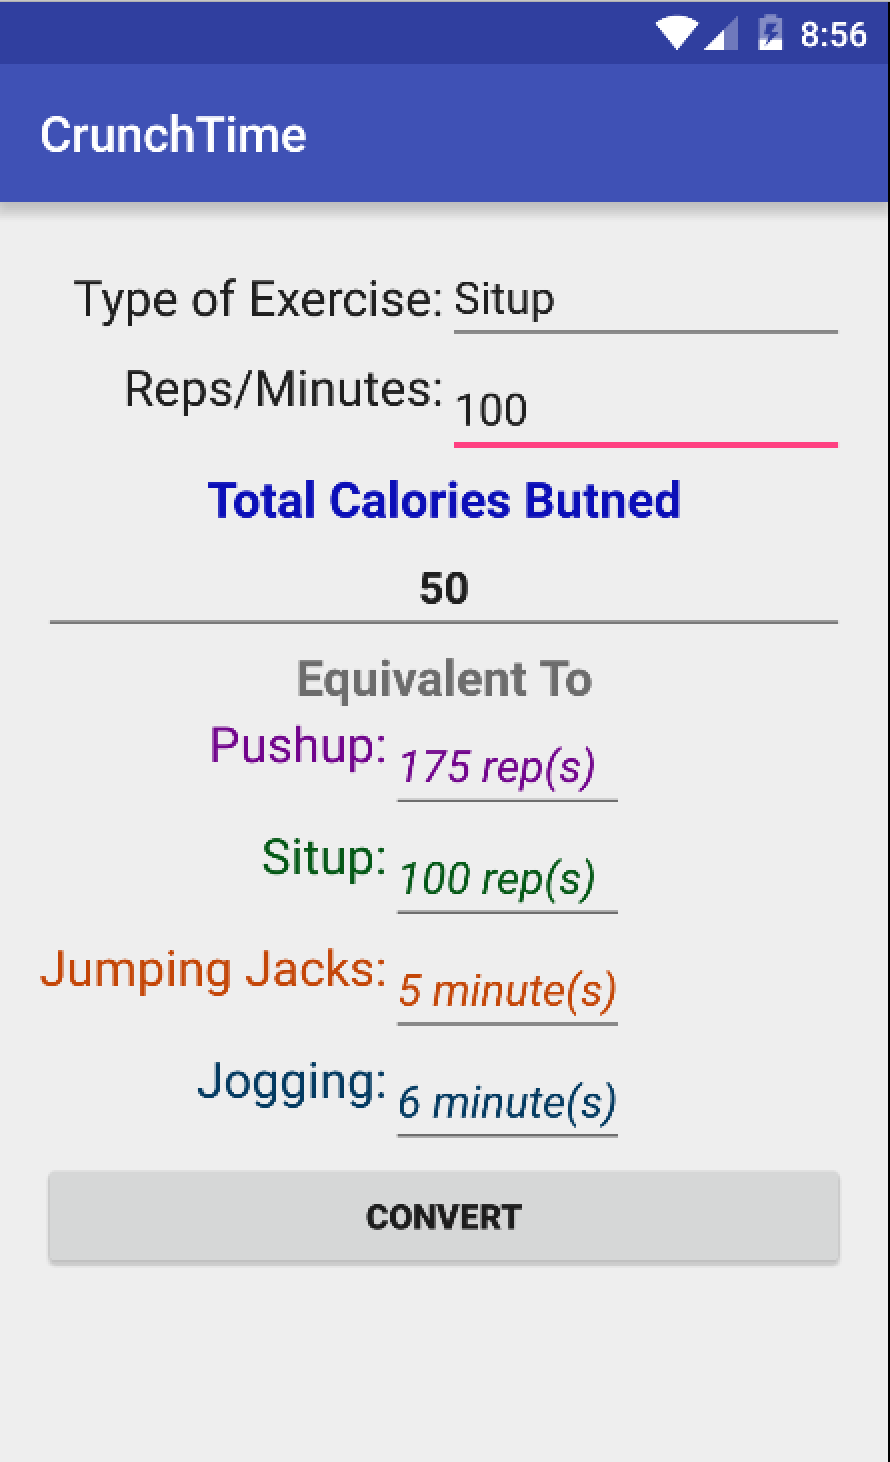 8:56
CrunchTime
Type of Exercise: Situp
Reps/Minutes: 100
Total Calories Butned
50
Equivalent To
Pushup: 175 rep(s)
Situp: 100 rep(s)
Jumping Jacks: 5 minute(s)
Jogging: 6 minute(s)
CONVERT